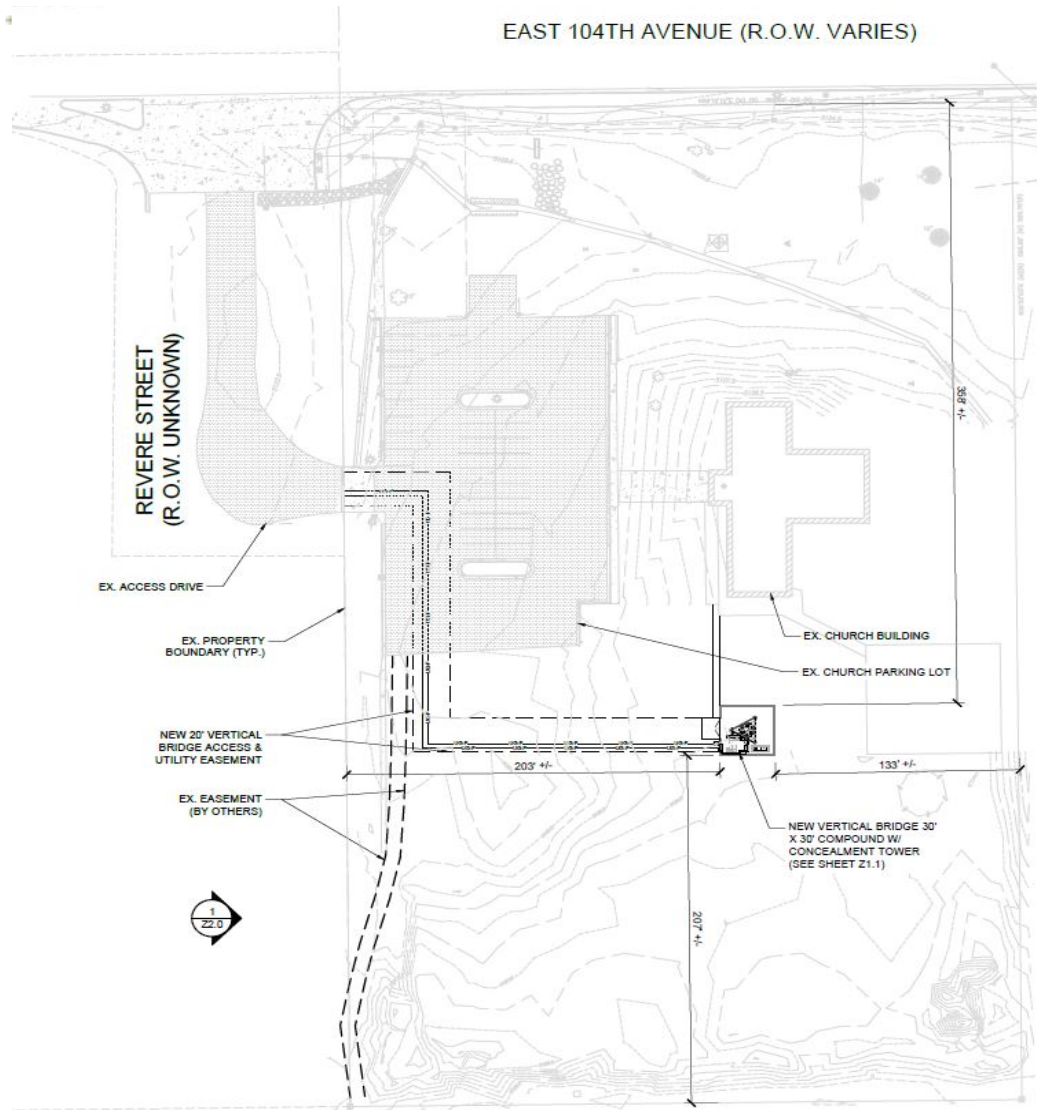 EAST 104TH AVENUE (R.O.W. VARIES)
REVERE STREET
(R.O.W. UNKNOWN)
358' +/-
EX. ACCESS DRIVE
EX. PROPERTY
BOUNDARY (TYP.)
EX. CHURCH BUILDING
EX. CHURCH PARKING LOT
NEW 20' VERTICAL
BRIDGE ACCESS &
UTILITY EASEMENT
203' +/-
133' +/-
EX. EASEMENT
(BY OTHERS)
NEW VERTICAL BRIDGE 30'
X 30' COMPOUND W/
CONCEALMENT TOWER
(SEE SHEET Z1.1)
1
Z2.0
207' +/-